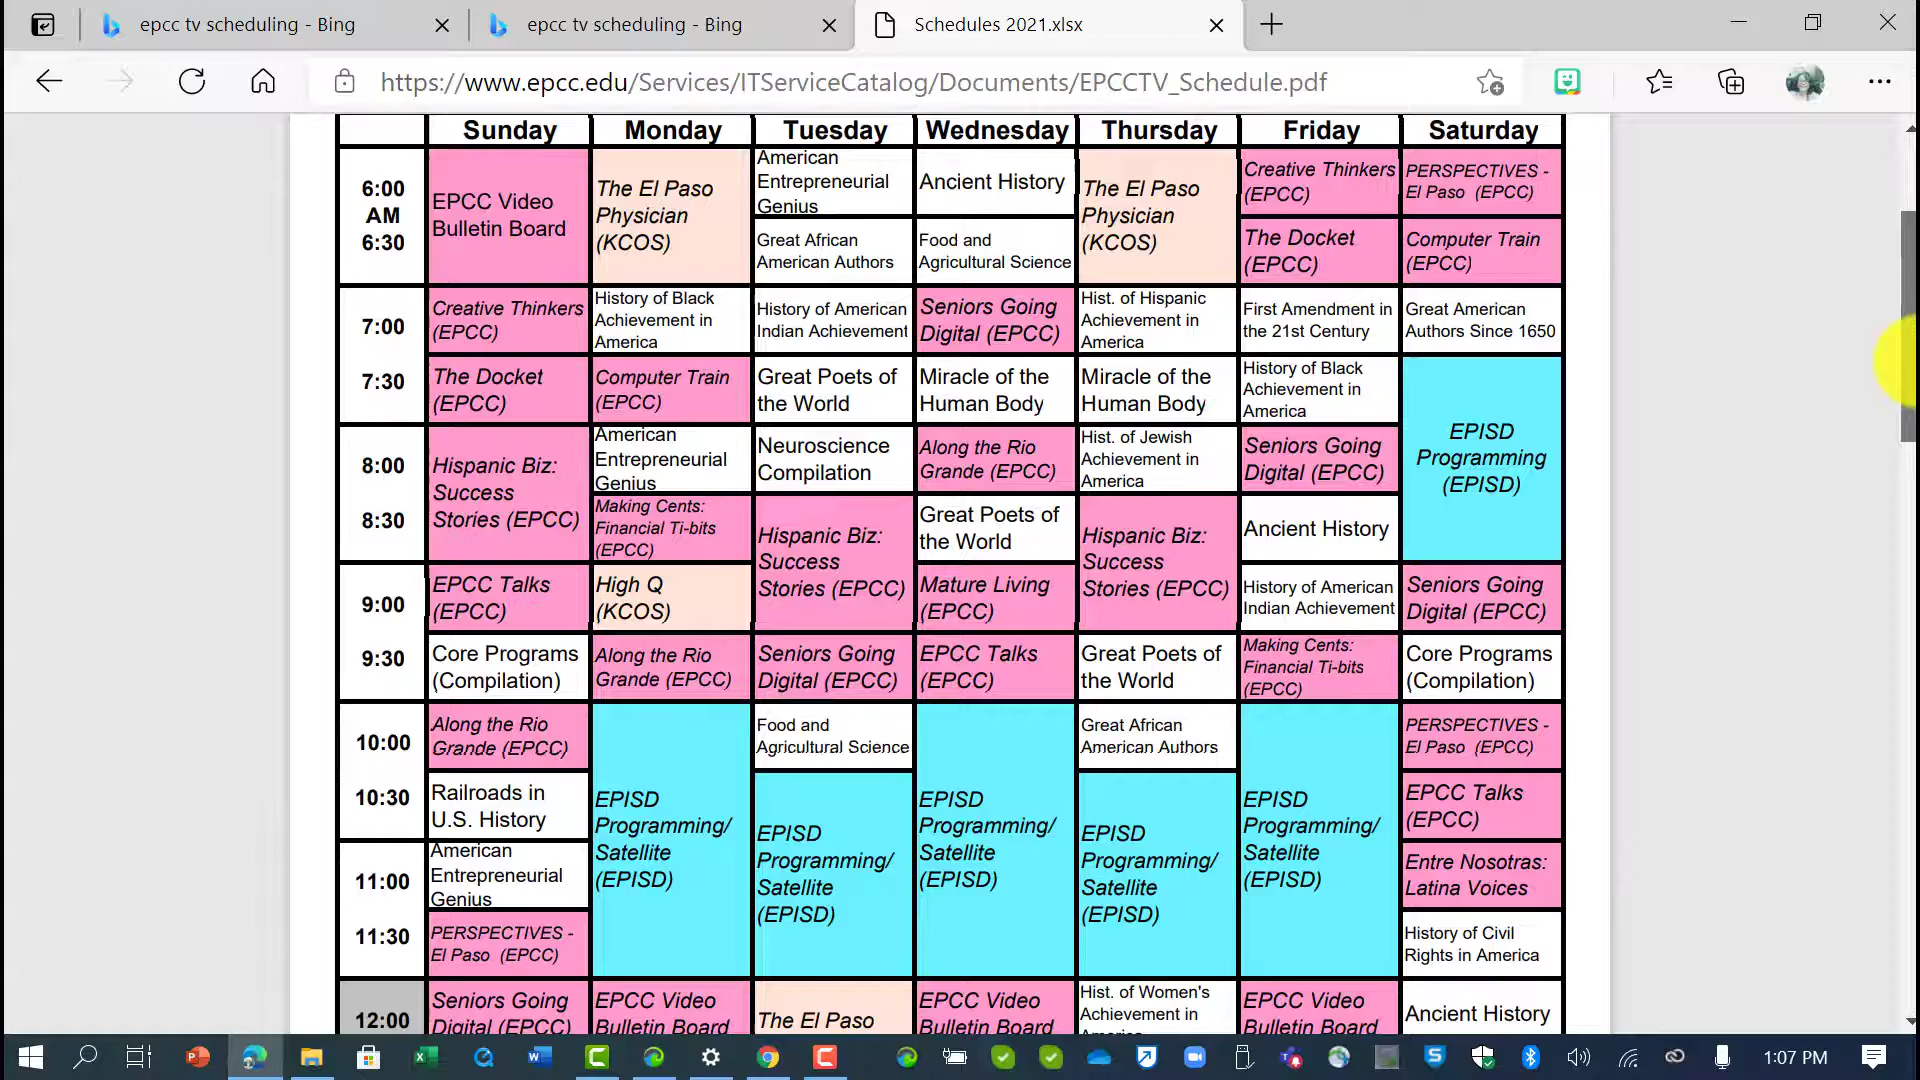 epcc tv scheduling - Bing
epcc tv scheduling - Bing
Schedules 2021.xlsx
https://www.epcc.edu/Services/ITServiceCatalog/Documents/EPCCTV_Schedule.pdf
Sunday Monday Tuesday Wednesday Thursday Friday Saturday
6:00
AM
6:30
EPCC Video
Bulletin Board
The El Paso
Physician
(KCOS)
American
Entrepreneurial
Genius
Great African
American Authors
Ancient History
Food and
Agricultural Science
The El Paso
Physician
(KCOS)
Creative Thinkers
(EPCC)
The Docket
(EPCC)
PERSPECTIVES -
El Paso (EPCC)
Computer Train
(EPCC)
7:00
Creative Thinkers
(EPCC)
History of Black
Achievement in
America
History of American
Indian Achievement
Seniors Going
Digital (EPCC)
Hist. of Hispanic
Achievement in
America
First Amendment in
the 21st Century
Great American
Authors Since 1650
7:30
The Docket
(EPCC)
Computer Train
(EPCC)
Great Poets of
the World
Miracle of the
Human Body
Miracle of the
Human Body
History of Black
Achievement in
America
EPISD
Programming
(EPISD)
8:00
8:30
Hispanic Biz:
Success
Stories (EPCC)
American
Entrepreneurial
Genius
Making Cents:
Financial Ti-bits
(EPCC)
Neuroscience
Compilation
Hispanic Biz:
Success
Stories (EPCC)
Along the Rio
Grande (EPCC)
Great Poets of
the World
Hist. of Jewish
Achievement in
America
Hispanic Biz:
Success
Stories (EPCC)
Seniors Going
Digital (EPCC)
Ancient History
9:00
EPCC Talks
(EPCC)
High Q
(KCOS)
Mature Living
(EPCC)
History of American
Indian Achievement
Seniors Going
Digital (EPCC)
9:30
Core Programs
(Compilation)
Along the Rio
Grande (EPCC)
Seniors Going
Digital (EPCC)
EPCC Talks
(EPCC)
Great Poets of
the World
Making Cents:
Financial Ti-bits
(EPCC)
Core Programs
(Compilation)
10:00
Along the Rio
Grande (EPCC)
EPISD
Programming/
Satellite
(EPISD)
Food and
Agricultural Science
EPISD
Programming/
Satellite
(EPISD)
Great African
American Authors
EPISD
Programming/
Satellite
(EPISD)
PERSPECTIVES -
El Paso (EPCC)
10:30
Railroads in
U.S. History
EPISD
Programming/
Satellite
(EPISD)
EPISD
Programming/
Satellite
(EPISD)
EPCC Talks
(EPCC)
11:00
American
Entrepreneurial
Genius
Entre Nosotras:
Latina Voices
11:30
PERSPECTIVES -
El Paso (EPCC)
History of Civil
Rights in America
12:00
Seniors Going
Digital (EPCC)
EPCC Video
Bulletin Board
The El Paso
EPCC Video
Bulletin Board
Hist. of Women's
Achievement in
EPCC Video
Bulletin Board
Ancient History
1:07 PM